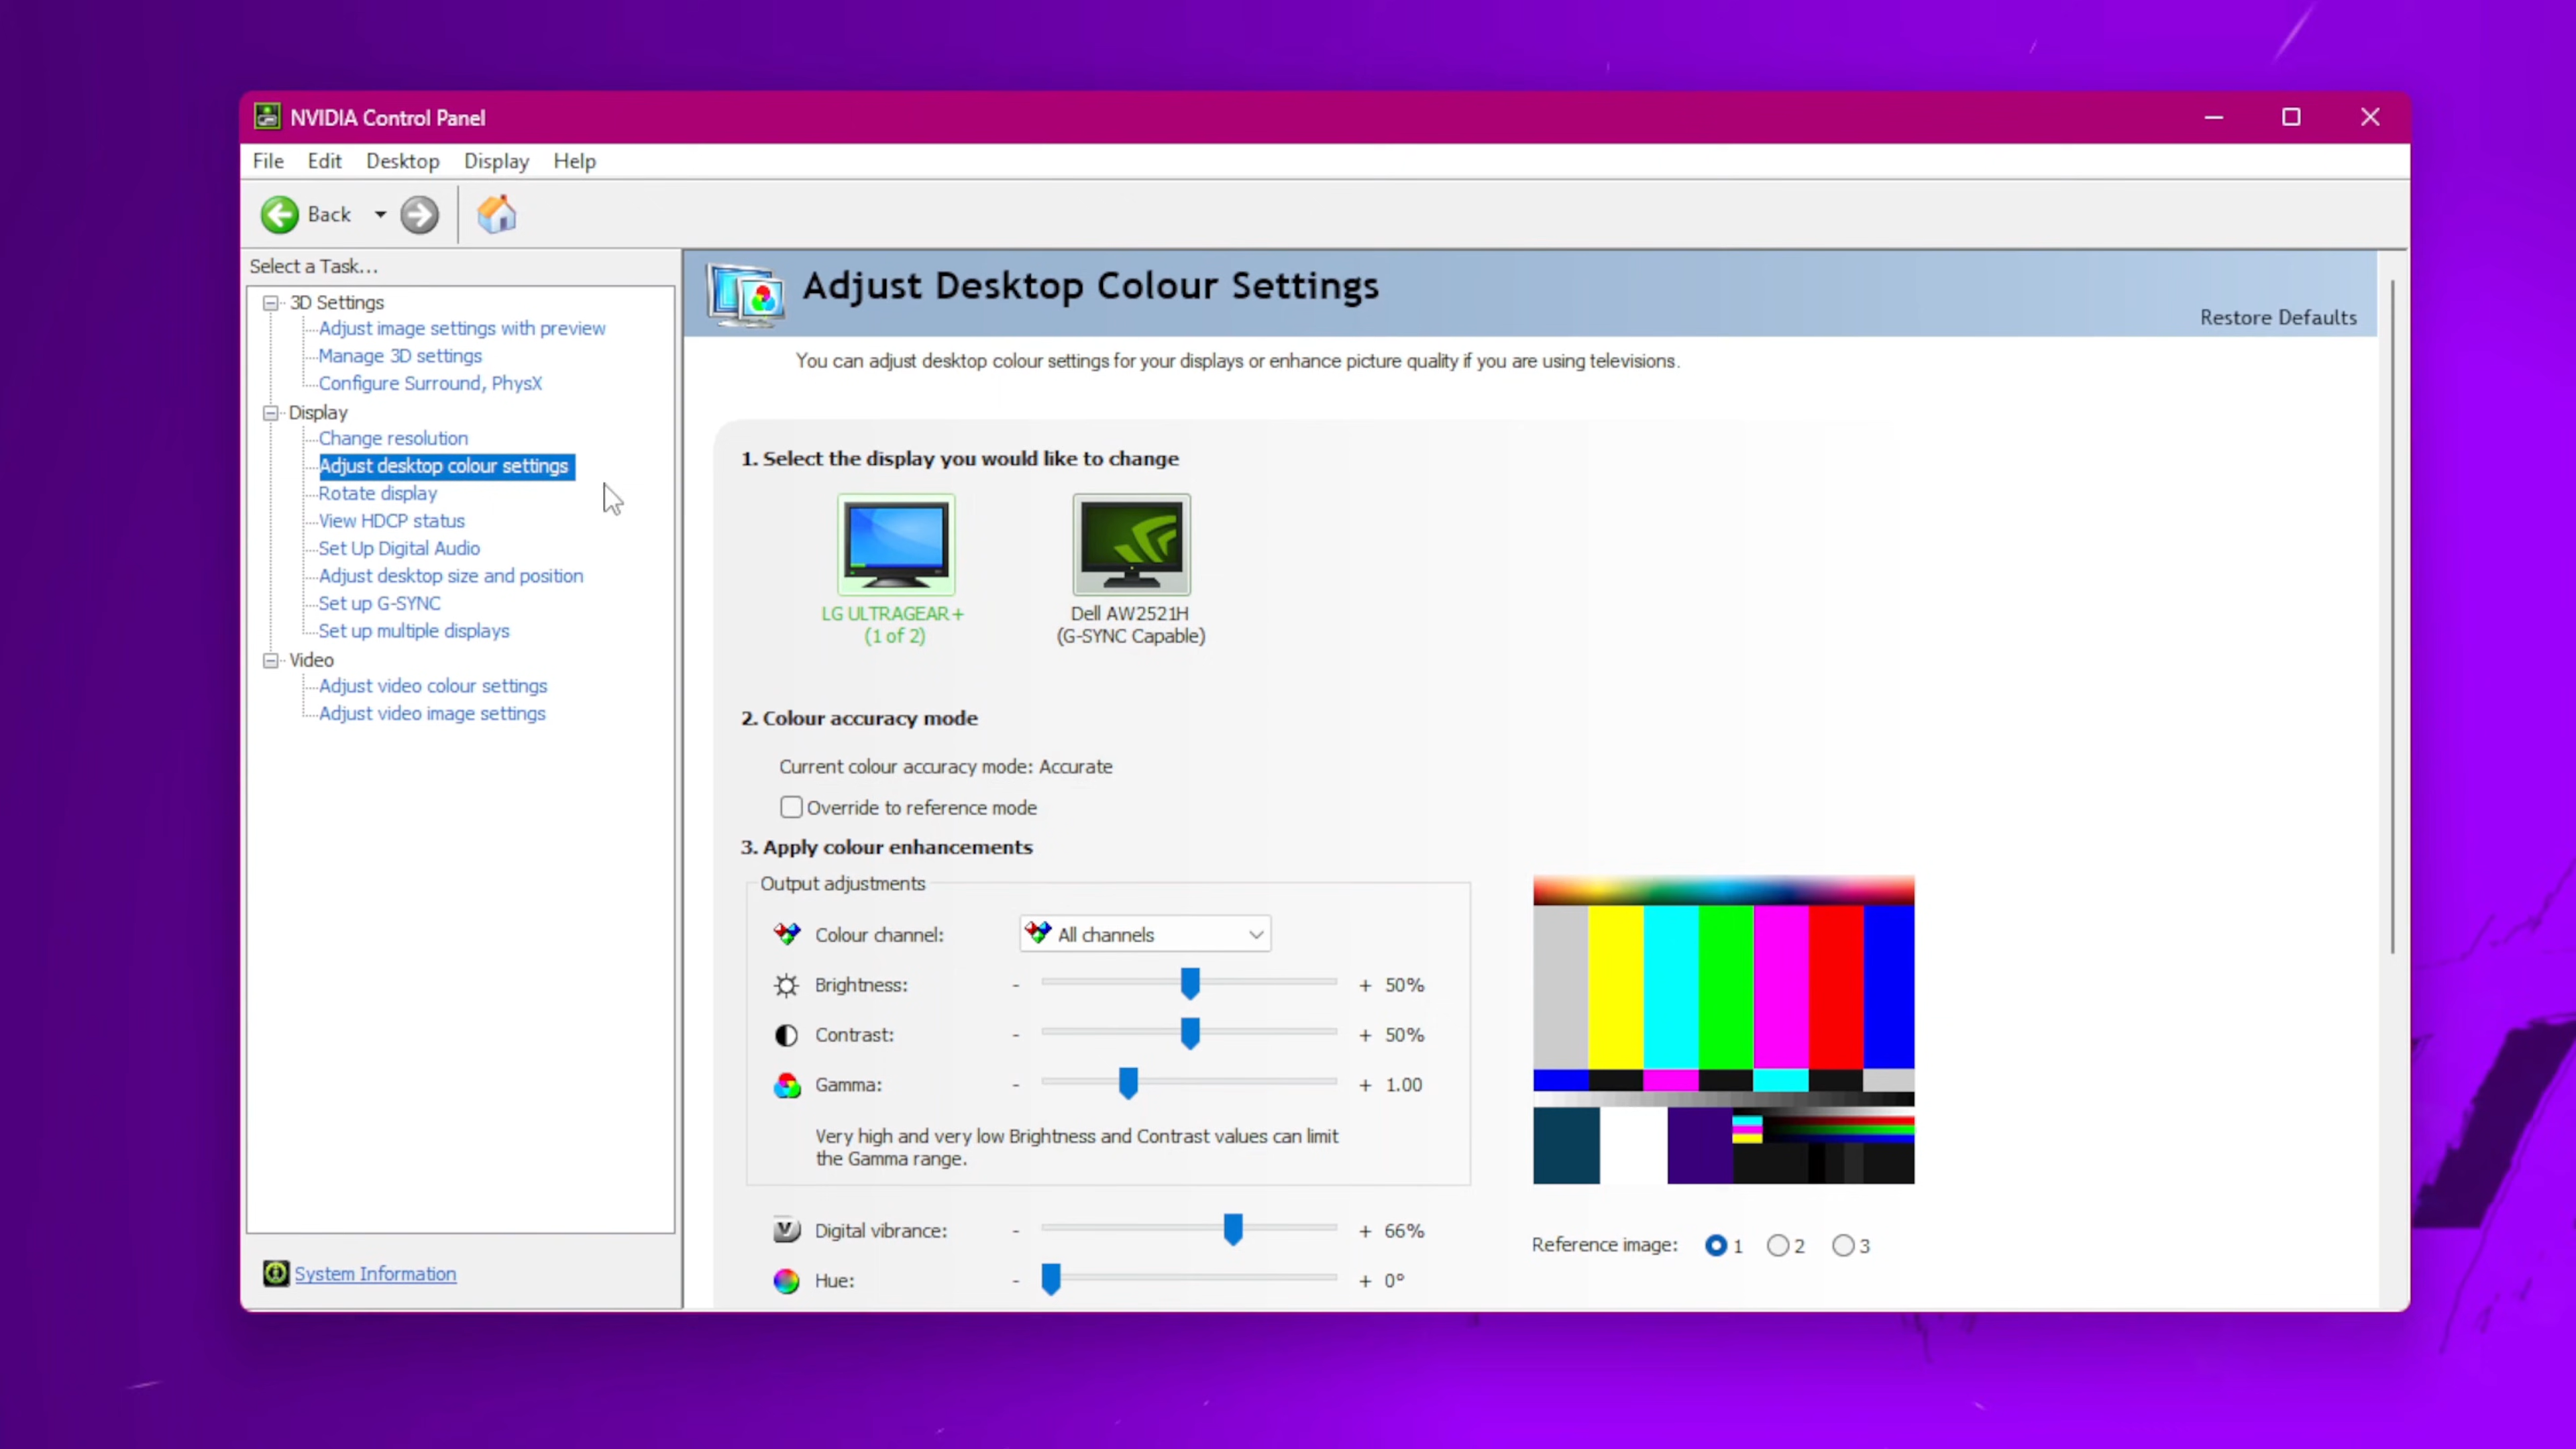 NVIDIA Control Panel
File Edit Desktop Display Help
Back
Select a Task...
3D Settings
Adjust image settings with preview
Manage 3D settings
Configure Surround, PhysX
Display
Change resolution
Adjust desktop colour settings
Rotate display
View HDCP status
Set Up Digital Audio
Adjust desktop size and position
Set up G-SYNC
Set up multiple displays
Video
Adjust video colour settings
Adjust video image settings
System Information
Adjust Desktop Colour Settings
Restore Defaults
You can adjust desktop colour settings for your displays or enhance picture quality if you are using televisions.
1. Select the display you would like to change
LG ULTRAGEAR+
(1 of 2)
Dell AW2521H
(G-SYNC Capable)
2. Colour accuracy mode
Current colour accuracy mode: Accurate
Override to reference mode
3. Apply colour enhancements
Output adjustments
Colour channel: All channels
Brightness: - + 50%
Contrast: - + 50%
Gamma: - + 1.00
Very high and very low Brightness and Contrast values can limit
the Gamma range.
Digital vibrance: - + 66%
Hue: - + 0°
Reference image: 1 2 3